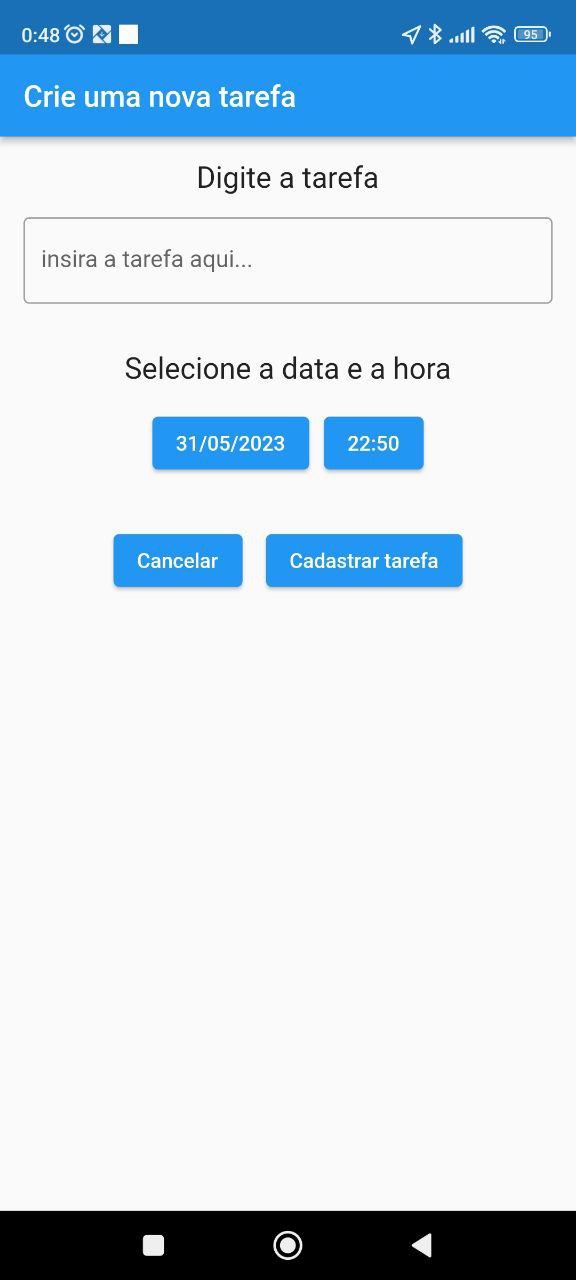 0:48
95
Crie uma nova tarefa
Digite a tarefa
insira a tarefa aqui...
Selecione a data e a hora
31/05/2023 22:50
Cancelar Cadastrar tarefa